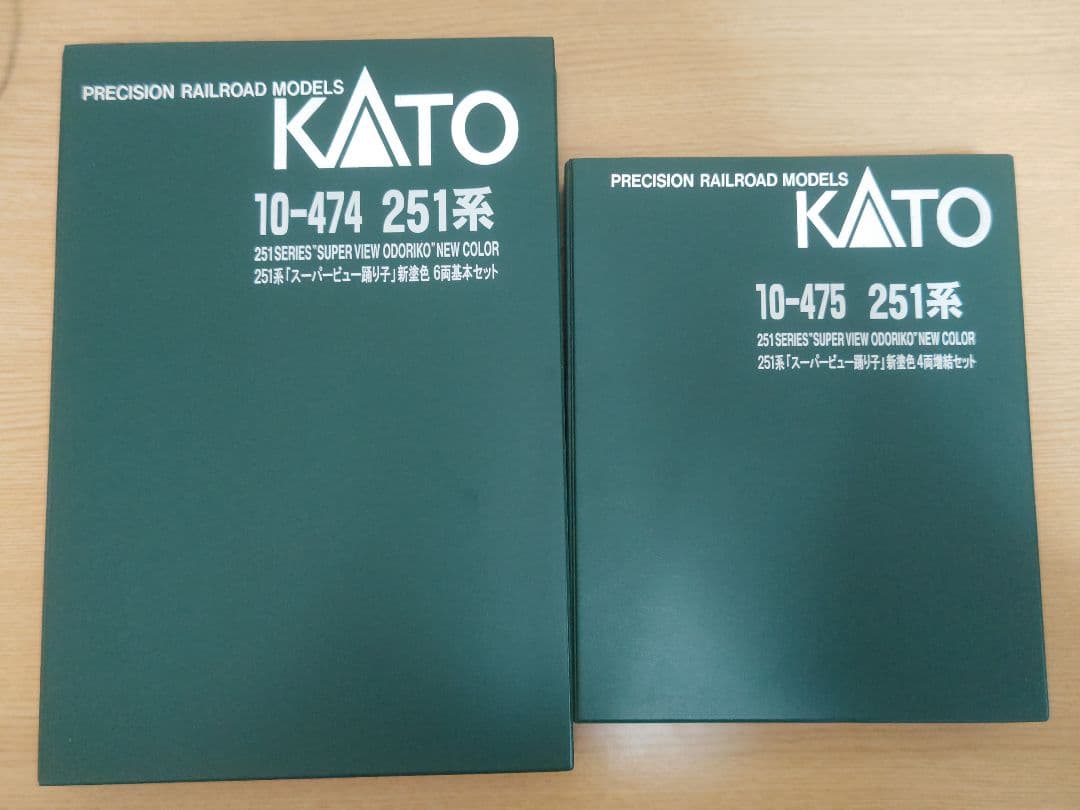 PRECISION RAILROAD MODELS
KATO
10-474 251系
251 SERIES "SUPER VIEW ODORIKO" NEW COLOR
251系「スーパービュー踊り子」新塗色 6両基本セット
PRECISION RAILROAD MODELS
KATO
10-475 251系
251 SERIES "SUPER VIEW ODORIKO" NEW COLOR
251系「スーパービュー踊り子」新塗色 4両増結セット